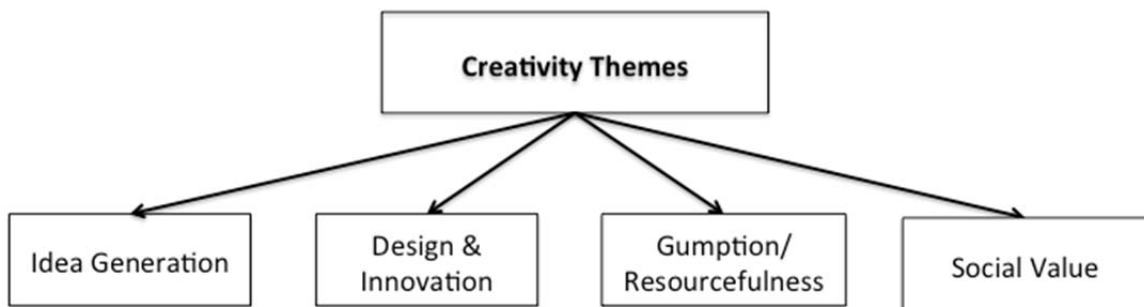 Creativity Themes
Idea Generation
Design &
Innovation
Gumption/
Resourcefulness
Social Value